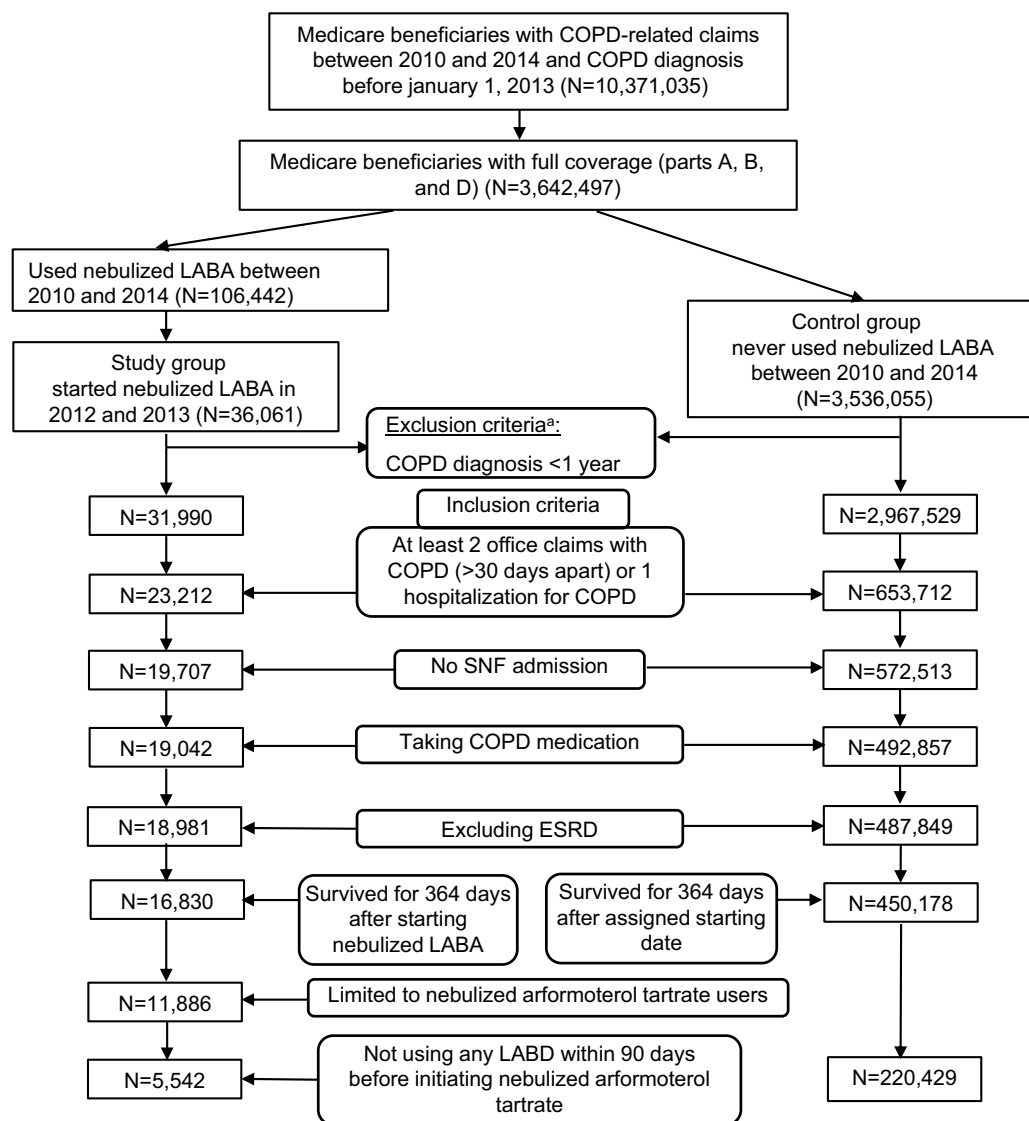 Medicare beneficiaries with COPD-related claims
between 2010 and 2014 and COPD diagnosis
before january 1, 2013 (N=10,371,035)
Medicare beneficiaries with full coverage (parts A, B,
and D) (N=3,642,497)
Used nebulized LABA between
2010 and 2014 (N=106,442)
Control group
never used nebulized LABA
between 2010 and 2014
(N=3,536,055)
Study group
started nebulized LABA in
2012 and 2013 (N=36,061)
Exclusion criteriaᵃ:
COPD diagnosis <1 year
N=31,990
Inclusion criteria
N=2,967,529
At least 2 office claims with
COPD (>30 days apart) or 1
hospitalization for COPD
N=23,212
N=653,712
N=19,707
No SNF admission
N=572,513
N=19,042
Taking COPD medication
N=492,857
N=18,981
Excluding ESRD
N=487,849
N=16,830
Survived for 364 days
after starting
nebulized LABA
Survived for 364 days
after assigned starting
date
N=450,178
N=11,886
Limited to nebulized arformoterol tartrate users
N=5,542
Not using any LABD within 90 days
before initiating nebulized arformoterol
tartrate
N=220,429